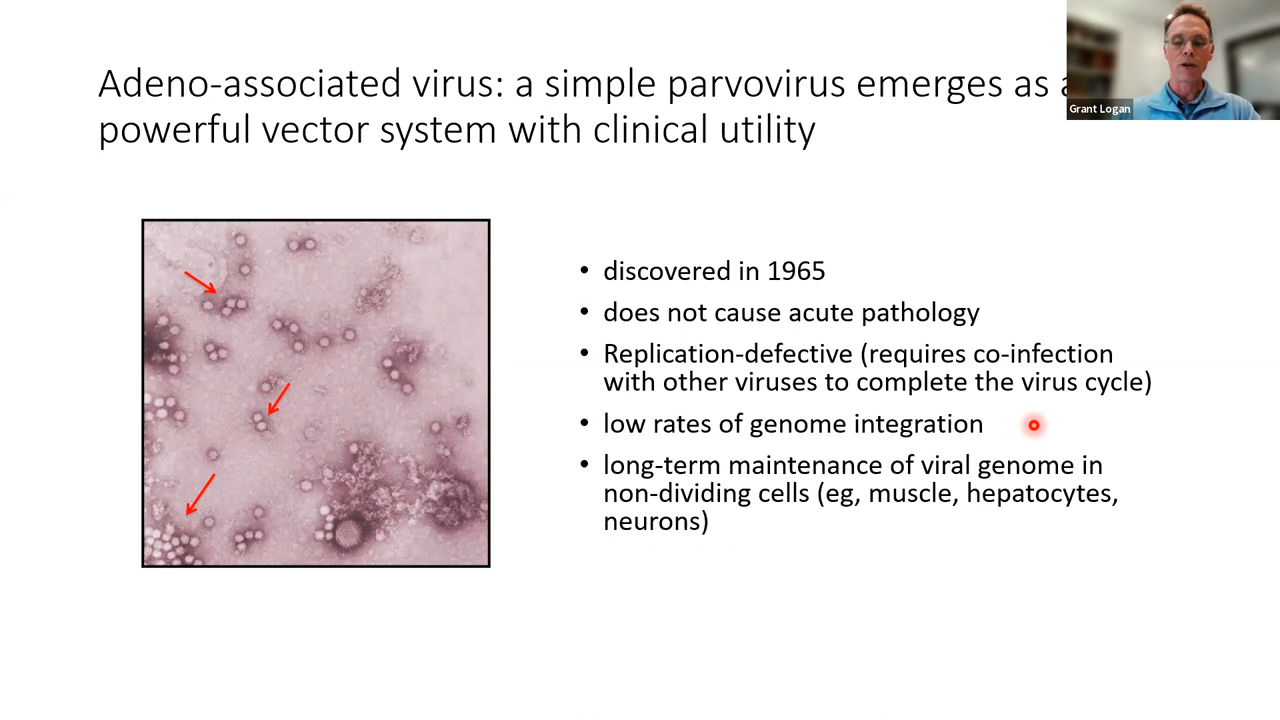 Adeno-associated virus: a simple parvovirus emerges as a
powerful vector system with clinical utility
Grant Logan
• discovered in 1965
• does not cause acute pathology
• Replication-defective (requires co-infection
with other viruses to complete the virus cycle)
• low rates of genome integration
• long-term maintenance of viral genome in
non-dividing cells (eg, muscle, hepatocytes,
neurons)